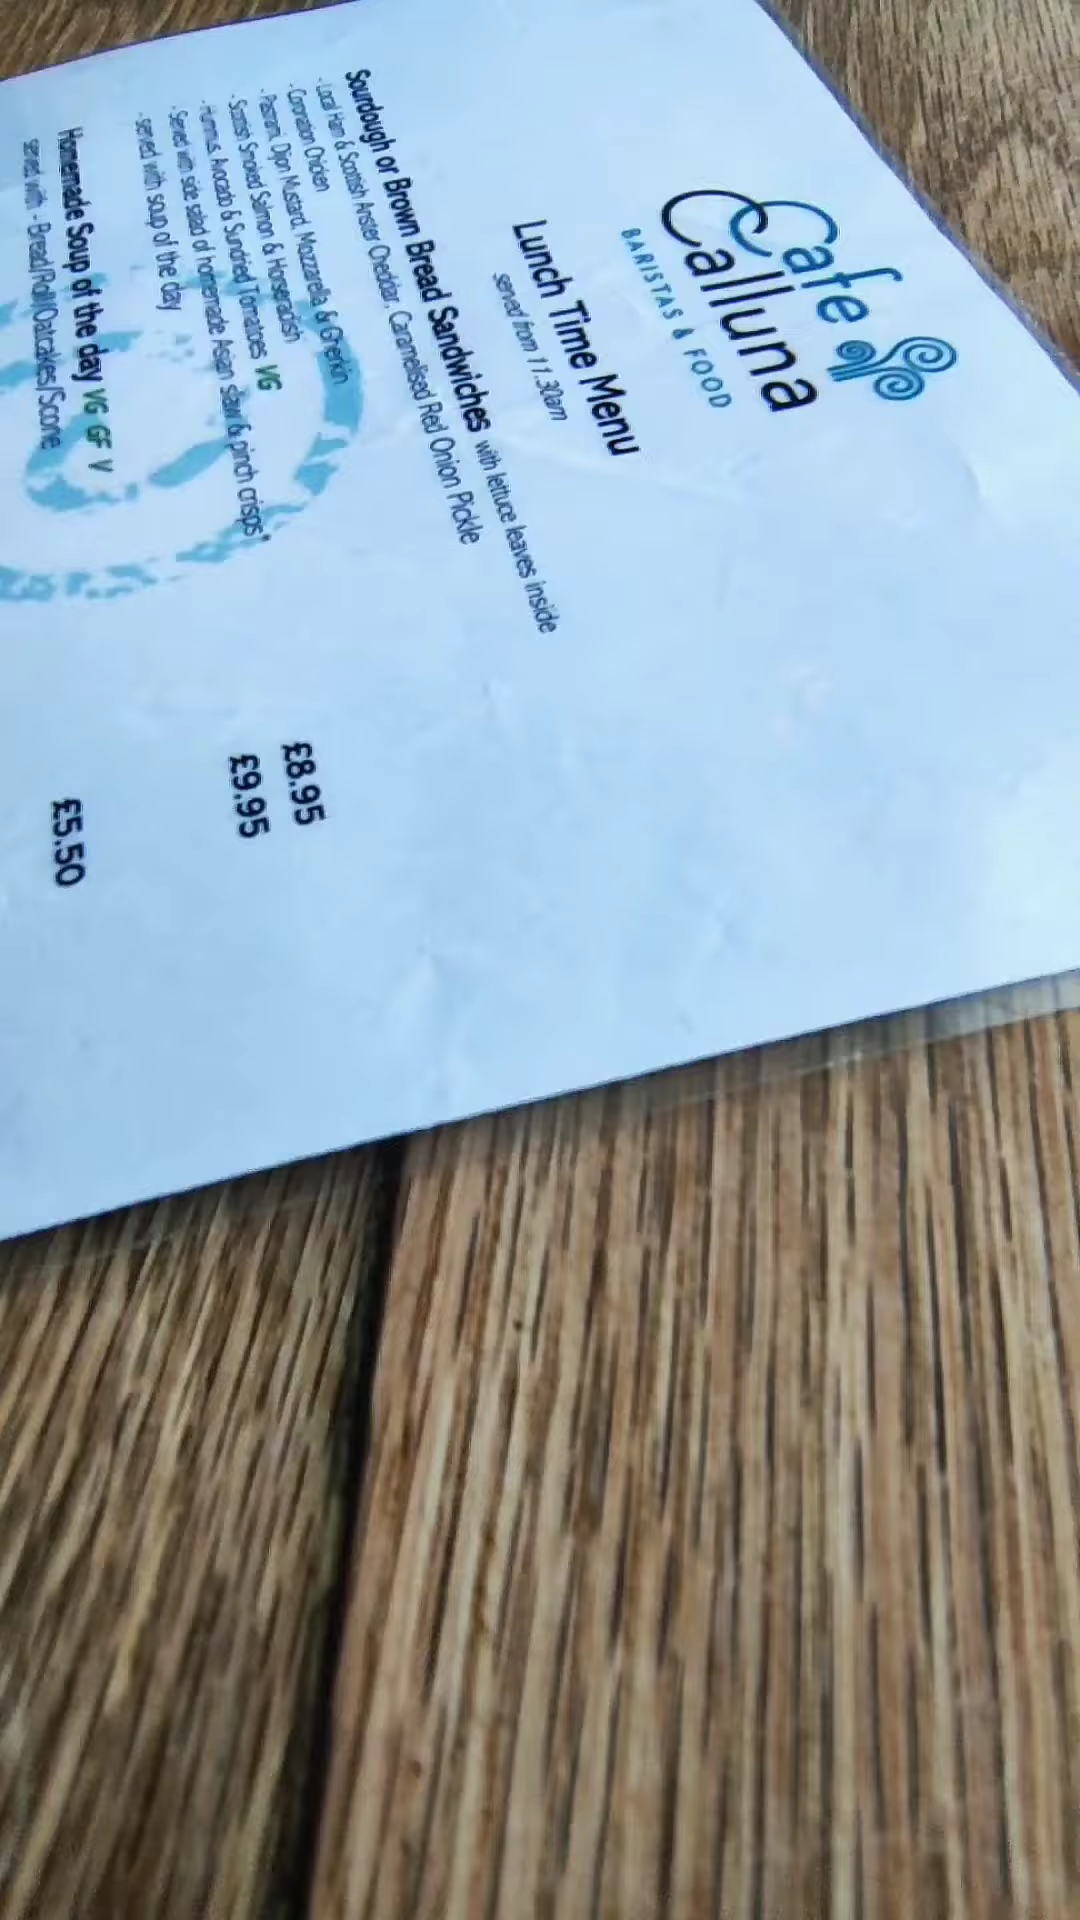 Cafe
Calluna
BARISTAS & FOOD
Lunch Time Menu
served from 11.30am
Sourdough or Brown Bread Sandwiches with lettuce leaves inside
- Local Ham & Scottish Anster Cheddar, Caramelised Red Onion Pickle
- Coronation Chicken
- Pastrami, Dijon Mustard, Mozzarella & Gherkin
- Scottish Smoked Salmon & Horseradish
- Hummus, Avocado & Sundried Tomatoes VG
- Served with side salad of homemade Asian slaw & pinch crisps* £8.95
- served with soup of the day £9.95
Homemade Soup of the day VG GF V £5.50
served with - Bread/Roll/Oatcakes/Scone